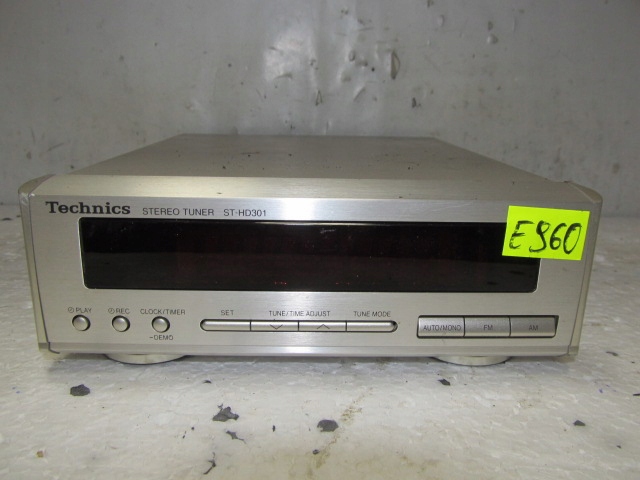 Technics STEREO TUNER ST-HD301
E960
PLAY REC CLOCK/TIMER SET TUNE/TIME ADJUST TUNE MODE
-DEMO
AUTO/MONO FM AM